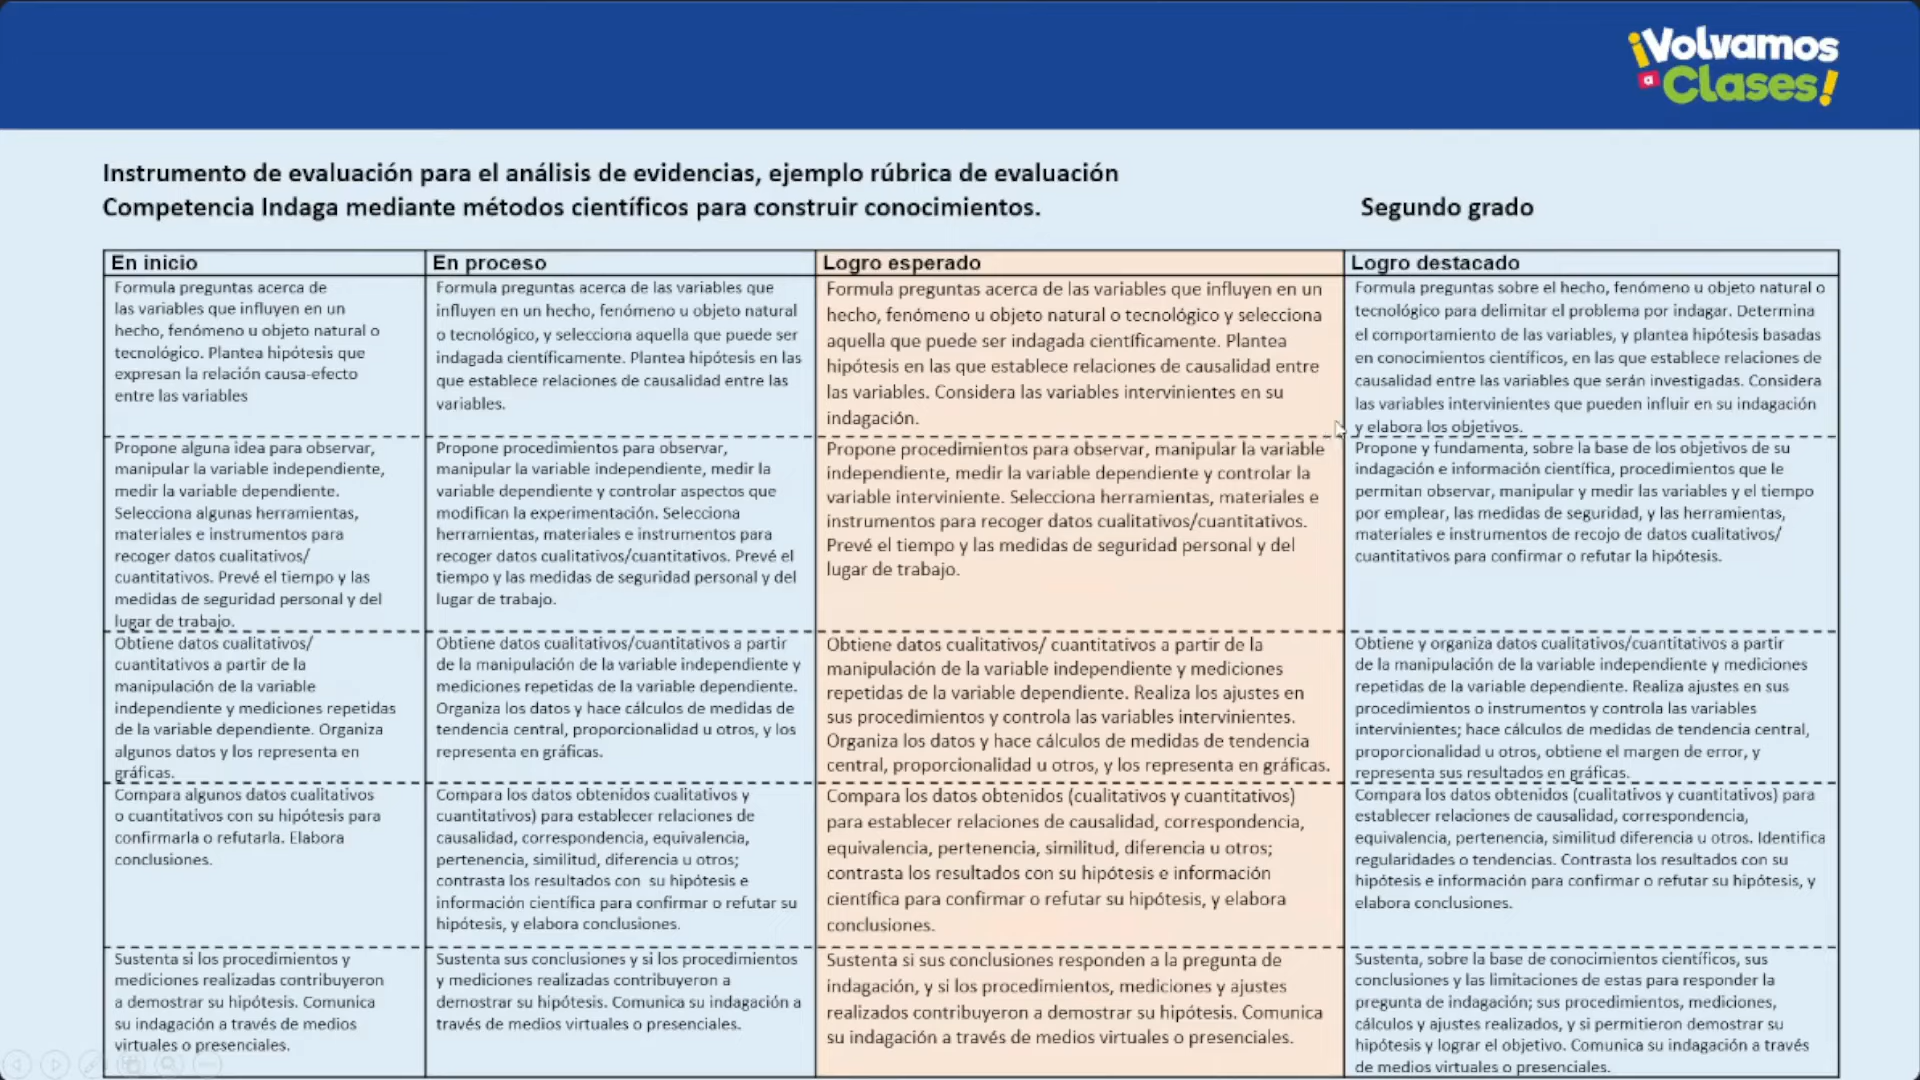 ¡Volvamos
a Clases!
Instrumento de evaluación para el análisis de evidencias, ejemplo rúbrica de evaluación
Competencia Indaga mediante métodos científicos para construir conocimientos.
Segundo grado
En inicio
En proceso
Logro esperado
Logro destacado
Formula preguntas acerca de
las variables que influyen en un
hecho, fenómeno u objeto natural o
tecnológico. Plantea hipótesis que
expresan la relación causa-efecto
entre las variables
Formula preguntas acerca de las variables que
influyen en un hecho, fenómeno u objeto natural
o tecnológico, y selecciona aquella que puede ser
indagada científicamente. Plantea hipótesis en las
que establece relaciones de causalidad entre las
variables.
Formula preguntas acerca de las variables que influyen en un
hecho, fenómeno u objeto natural o tecnológico y selecciona
aquella que puede ser indagada científicamente. Plantea
hipótesis en las que establece relaciones de causalidad entre
las variables. Considera las variables intervinientes en su
indagación.
Formula preguntas sobre el hecho, fenómeno u objeto natural o
tecnológico para delimitar el problema por indagar. Determina
el comportamiento de las variables, y plantea hipótesis basadas
en conocimientos científicos, en las que establece relaciones de
causalidad entre las variables que serán investigadas. Considera
las variables intervinientes que pueden influir en su indagación
y elabora los objetivos.
Propone alguna idea para observar,
manipular la variable independiente,
medir la variable dependiente.
Selecciona algunas herramientas,
materiales e instrumentos para
recoger datos cualitativos/
cuantitativos. Prevé el tiempo y las
medidas de seguridad personal y del
lugar de trabajo.
Propone procedimientos para observar,
manipular la variable independiente, medir la
variable dependiente y controlar aspectos que
modifican la experimentación. Selecciona
herramientas, materiales e instrumentos para
recoger datos cualitativos/cuantitativos. Prevé el
tiempo y las medidas de seguridad personal y del
lugar de trabajo.
Propone procedimientos para observar, manipular la variable
independiente, medir la variable dependiente y controlar la
variable interviniente. Selecciona herramientas, materiales e
instrumentos para recoger datos cualitativos/cuantitativos.
Prevé el tiempo y las medidas de seguridad personal y del
lugar de trabajo.
Propone y fundamenta, sobre la base de los objetivos de su
indagación e información científica, procedimientos que le
permitan observar, manipular y medir las variables y el tiempo
por emplear, las medidas de seguridad, y las herramientas,
materiales e instrumentos de recojo de datos cualitativos/
cuantitativos para confirmar o refutar la hipótesis.
Obtiene datos cualitativos/
cuantitativos a partir de la
manipulación de la variable
independiente y mediciones repetidas
de la variable dependiente. Organiza
algunos datos y los representa en
gráficas.
Obtiene datos cualitativos/cuantitativos a partir
de la manipulación de la variable independiente y
mediciones repetidas de la variable dependiente.
Organiza los datos y hace cálculos de medidas de
tendencia central, proporcionalidad u otros, y los
representa en gráficas.
Obtiene datos cualitativos/ cuantitativos a partir de la
manipulación de la variable independiente y mediciones
repetidas de la variable dependiente. Realiza los ajustes en
sus procedimientos y controla las variables intervinientes.
Organiza los datos y hace cálculos de medidas de tendencia
central, proporcionalidad u otros, y los representa en gráficas.
Obtiene y organiza datos cualitativos/cuantitativos a partir
de la manipulación de la variable independiente y mediciones
repetidas de la variable dependiente. Realiza ajustes en sus
procedimientos o instrumentos y controla las variables
intervinientes; hace cálculos de medidas de tendencia central,
proporcionalidad u otros, obtiene el margen de error, y
representa sus resultados en gráficas.
Compara algunos datos cualitativos
o cuantitativos con su hipótesis para
confirmarla o refutarla. Elabora
conclusiones.
Compara los datos obtenidos cualitativos y
cuantitativos) para establecer relaciones de
causalidad, correspondencia, equivalencia,
pertenencia, similitud, diferencia u otros;
contrasta los resultados con su hipótesis e
información científica para confirmar o refutar su
hipótesis, y elabora conclusiones.
Compara los datos obtenidos (cualitativos y cuantitativos)
para establecer relaciones de causalidad, correspondencia,
equivalencia, pertenencia, similitud, diferencia u otros;
contrasta los resultados con su hipótesis e información
científica para confirmar o refutar su hipótesis, y elabora
conclusiones.
Compara los datos obtenidos (cualitativos y cuantitativos) para
establecer relaciones de causalidad, correspondencia,
equivalencia, pertenencia, similitud diferencia u otros. Identifica
regularidades o tendencias. Contrasta los resultados con su
hipótesis e información para confirmar o refutar su hipótesis, y
elabora conclusiones.
Sustenta si los procedimientos y
mediciones realizadas contribuyeron
a demostrar su hipótesis. Comunica
su indagación a través de medios
virtuales o presenciales.
Sustenta sus conclusiones y si los procedimientos
y mediciones realizadas contribuyeron a
demostrar su hipótesis. Comunica su indagación a
través de medios virtuales o presenciales.
Sustenta si sus conclusiones responden a la pregunta de
indagación, y si los procedimientos, mediciones y ajustes
realizados contribuyeron a demostrar su hipótesis. Comunica
su indagación a través de medios virtuales o presenciales.
Sustenta, sobre la base de conocimientos científicos, sus
conclusiones y las limitaciones de estas para responder la
pregunta de indagación; sus procedimientos, mediciones,
cálculos y ajustes realizados, y si permitieron demostrar su
hipótesis y lograr el objetivo. Comunica su indagación a través
de medios virtuales o presenciales.